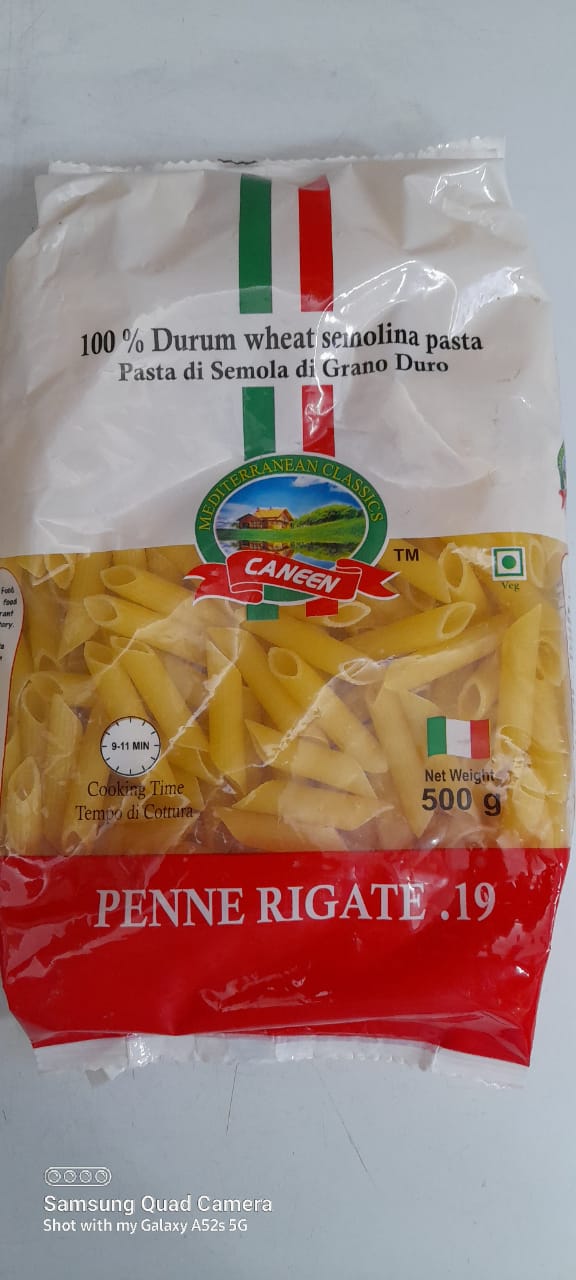 100 % Durum wheat semolina pasta
Pasta di Semola di Grano Duro
MEDITERRANEAN CLASSICS
CANEEN
TM
Veg
food
9-11 MIN
Cooking Time
Tempo di Cottura
Net Weight
500 g
PENNE RIGATE .19
Samsung Quad Camera
Shot with my Galaxy A52s 5G